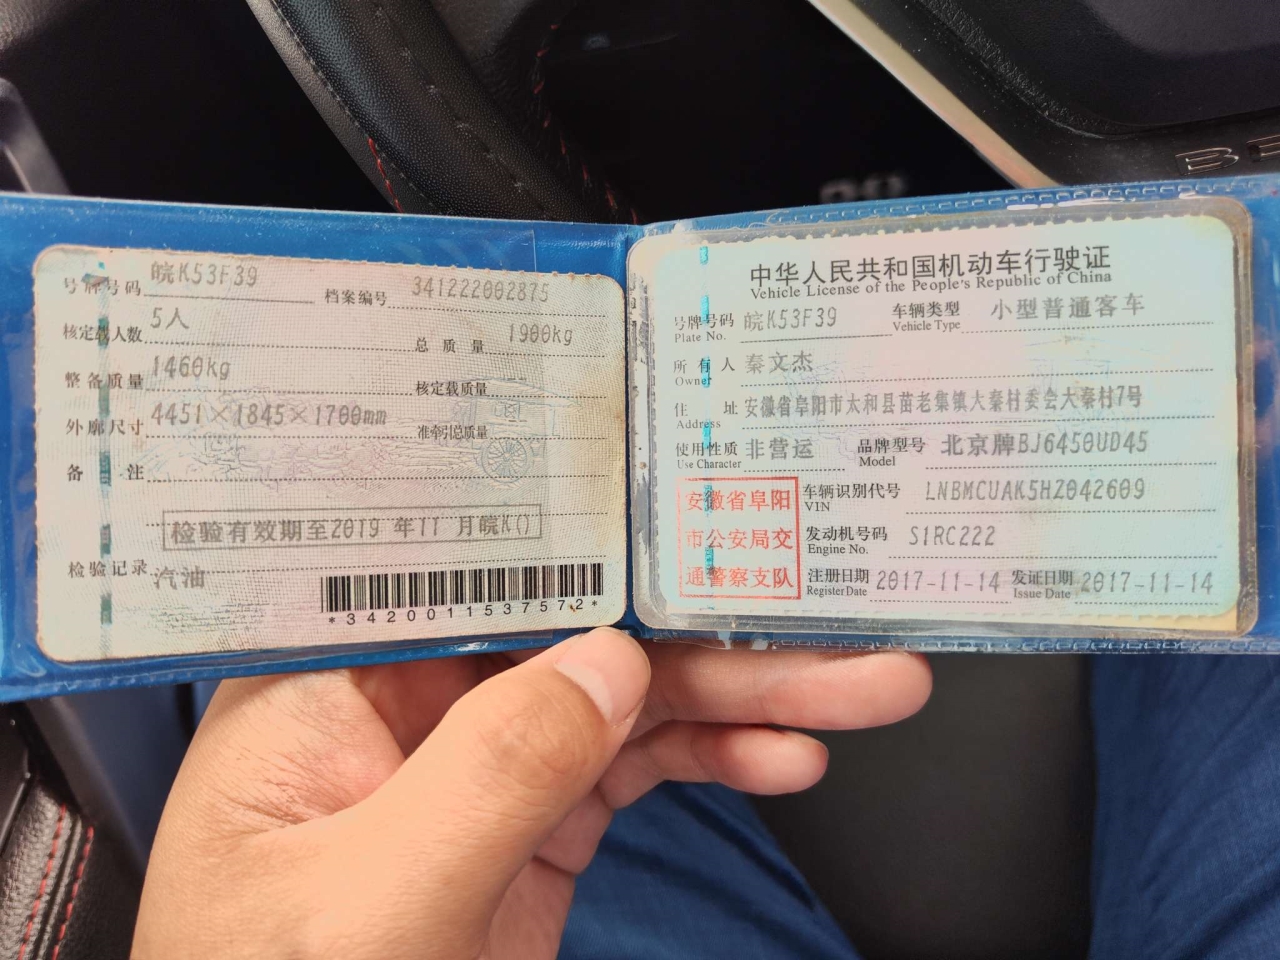 号牌号码 皖K53F39 档案编号 341222002875
核定载人数 5人 总质量 1900kg
整备质量 1460kg 核定载质量
外廓尺寸 4451×1845×1700mm 准牵引总质量
备注
检验有效期至2019 年11 月皖K()
检验记录 汽油
*3420011537572*
中华人民共和国机动车行驶证
Vehicle License of the People's Republic of China
号牌号码 皖K53F39 车辆类型 小型普通客车
Plate No. Vehicle Type
所有人 秦文杰
Owner
住址 安徽省阜阳市太和县苗老集镇大秦村委会大秦村7号
Address
使用性质 非营运 品牌型号 北京牌BJ6450UD45
Use Character Model
安徽省阜阳
市公安局交
通警察支队
车辆识别代号 LNBMCUAK5HZ042609
VIN
发动机号码 S1RC222
Engine No.
注册日期 2017-11-14 发证日期 2017-11-14
Register Date Issue Date